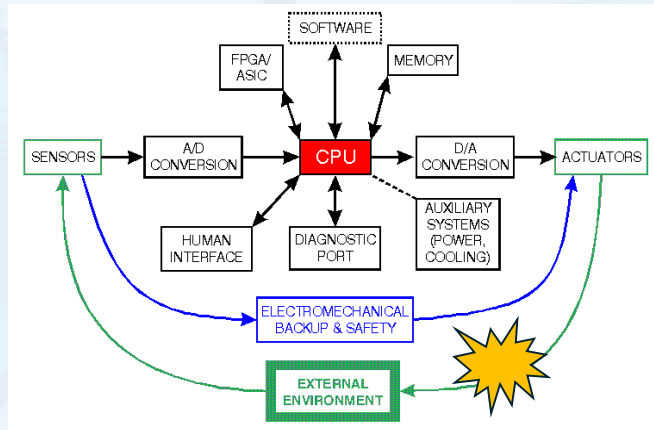 SOFTWARE
FPGA/
ASIC
MEMORY
SENSORS
A/D
CONVERSION
CPU
D/A
CONVERSION
ACTUATORS
HUMAN
INTERFACE
DIAGNOSTIC
PORT
AUXILIARY
SYSTEMS
(POWER,
COOLING)
ELECTROMECHANICAL
BACKUP & SAFETY
EXTERNAL
ENVIRONMENT